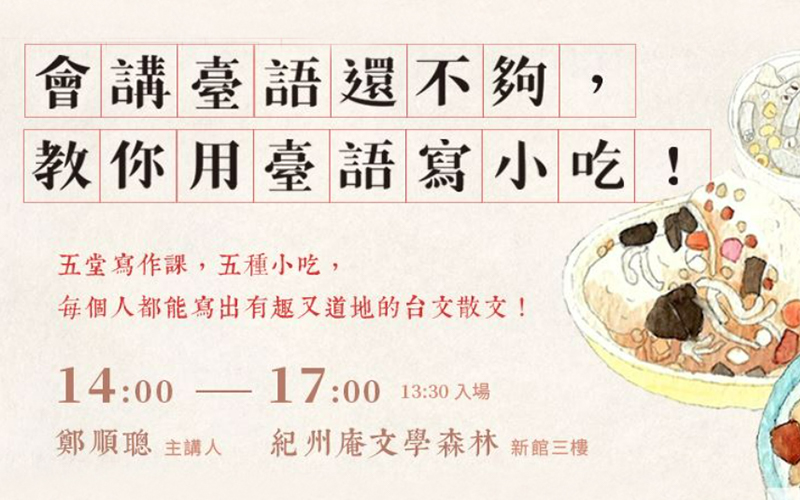 會講臺語還不夠，
教你用臺語寫小吃！
五堂寫作課，五種小吃，
每個人都能寫出有趣又道地的台文散文！
14:00 — 17:00 13:30 入場
鄭順聰 主講人 紀州庵文學森林 新館三樓